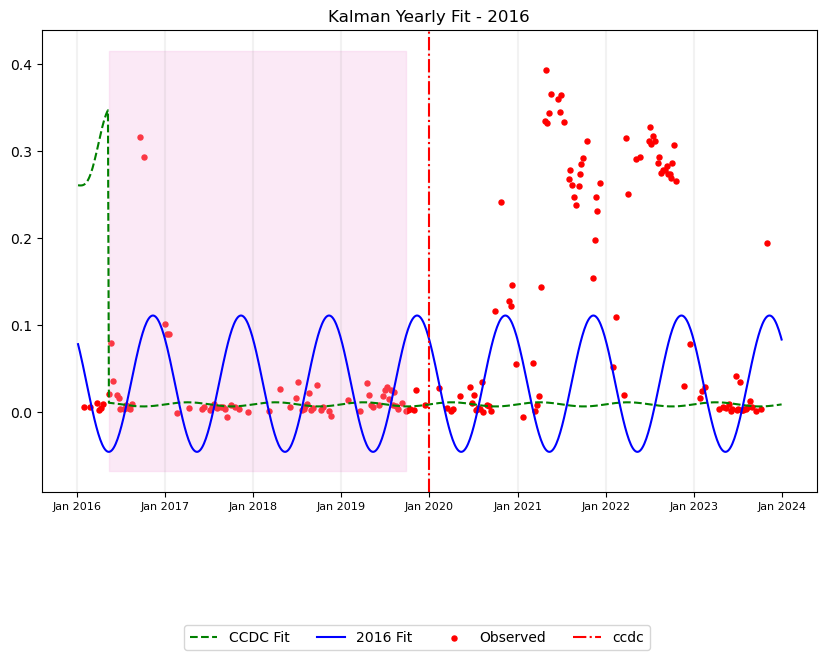 Kalman Yearly Fit - 2016
0.4
0.3
0.2
0.1
0.0
Jan 2016 Jan 2017 Jan 2018 Jan 2019 Jan 2020 Jan 2021 Jan 2022 Jan 2023 Jan 2024
CCDC Fit 2016 Fit Observed ccdc